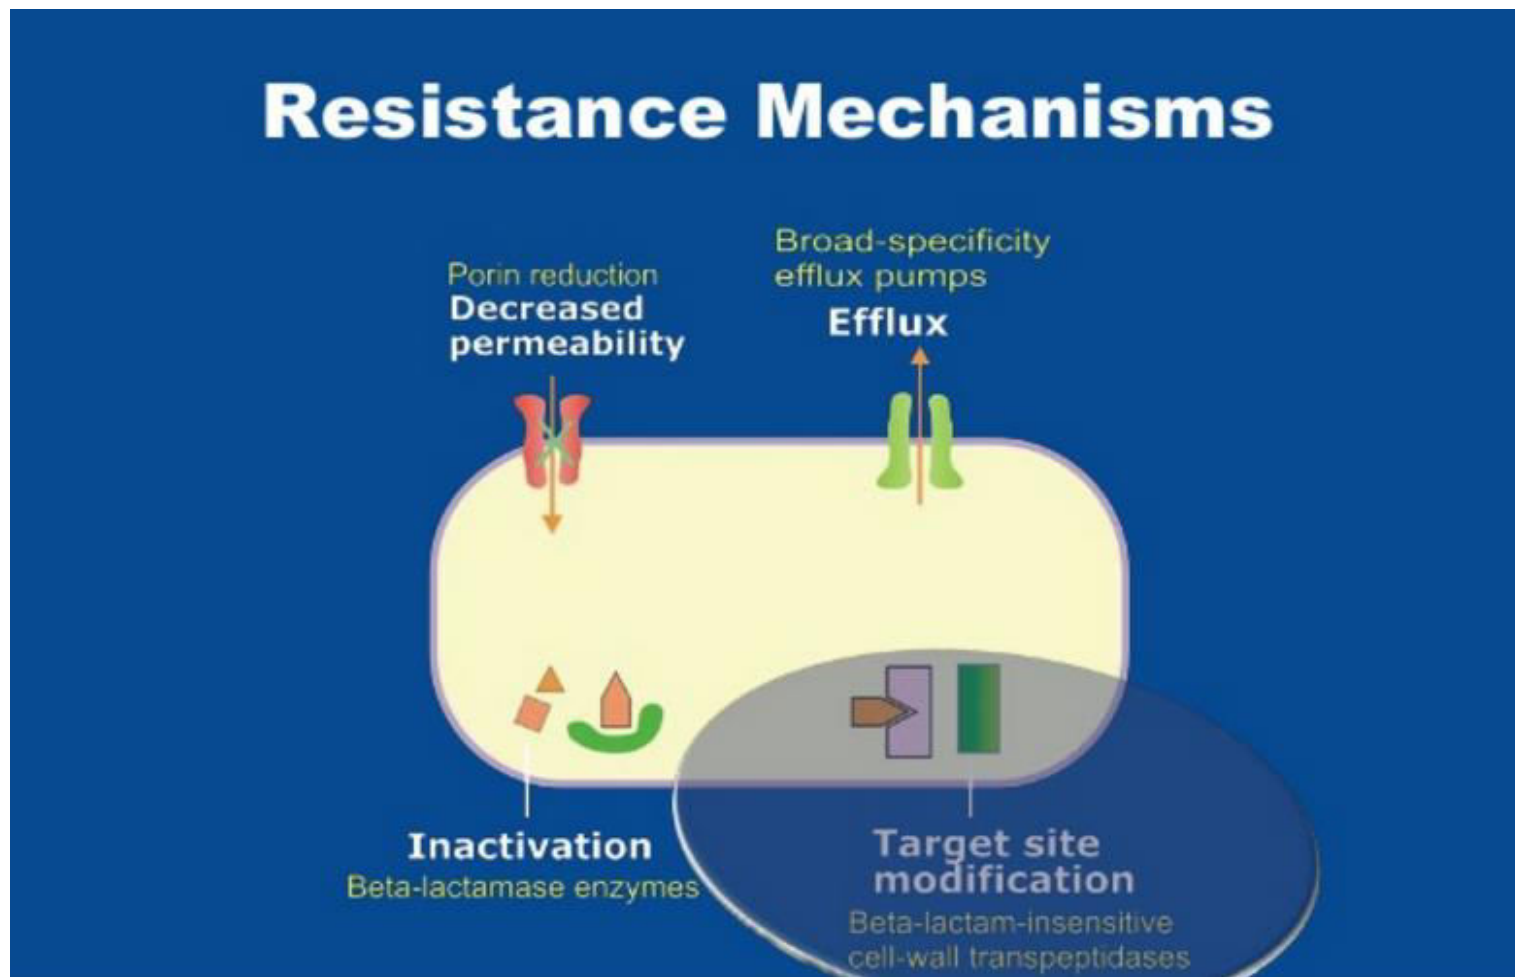 Resistance Mechanisms
Porin reduction
Decreased
permeability
Broad-specificity
efflux pumps
Efflux
Inactivation
Beta-lactamase enzymes
Target site
modification
Beta-lactam-insensitive
cell-wall transpeptidases